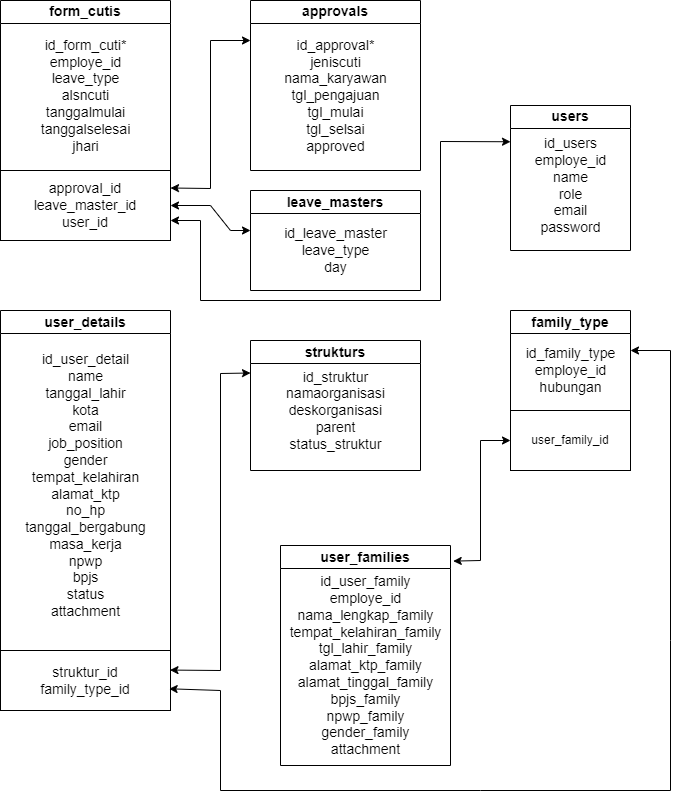 form_cutis
id_form_cuti*
employe_id
leave_type
alsncuti
tanggalmulai
tanggalselesai
jhari
approval_id
leave_master_id
user_id
approvals
id_approval*
jeniscuti
nama_karyawan
tgl_pengajuan
tgl_mulai
tgl_selsai
approved
leave_masters
id_leave_master
leave_type
day
users
id_users
employe_id
name
role
email
password
user_details
id_user_detail
name
tanggal_lahir
kota
email
job_position
gender
tempat_kelahiran
alamat_ktp
no_hp
tanggal_bergabung
masa_kerja
npwp
bpjs
status
attachment
struktur_id
family_type_id
strukturs
id_struktur
namaorganisasi
deskorganisasi
parent
status_struktur
family_type
id_family_type
employe_id
hubungan
user_family_id
user_families
id_user_family
employe_id
nama_lengkap_family
tempat_kelahiran_family
tgl_lahir_family
alamat_ktp_family
alamat_tinggal_family
bpjs_family
npwp_family
gender_family
attachment